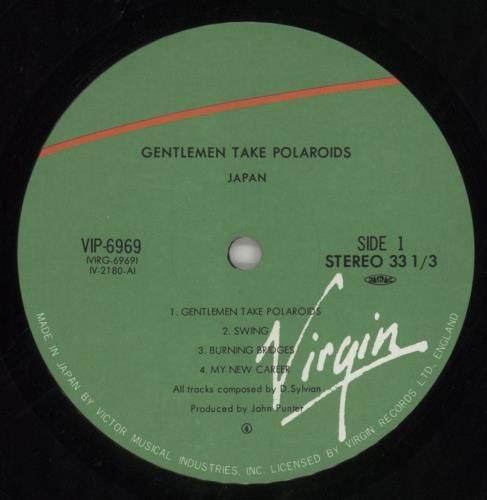 GENTLEMEN TAKE POLAROIDS
JAPAN
VIP-6969
(VIRG-6969)
(V-2180-A)
SIDE 1
STEREO 33 1/3
JASRAC
1. GENTLEMEN TAKE POLAROIDS
2. SWING
3. BURNING BRIDGES
4. MY NEW CAREER
All tracks composed by D.Sylvian
Produced by John Punter
④
Virgin
MADE IN JAPAN BY VICTOR MUSICAL INDUSTRIES, INC. LICENSED BY VIRGIN RECORDS LTD, ENGLAND